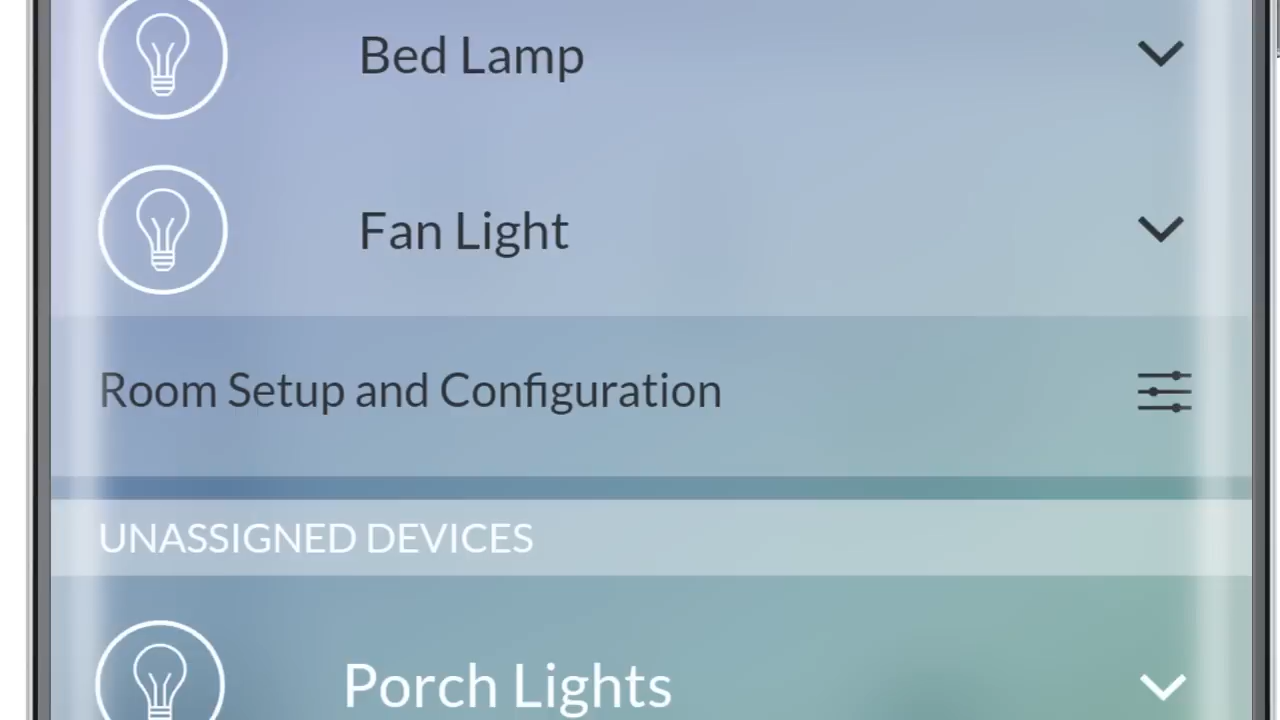 Bed Lamp
Fan Light
Room Setup and Configuration
UNASSIGNED DEVICES
Porch Lights